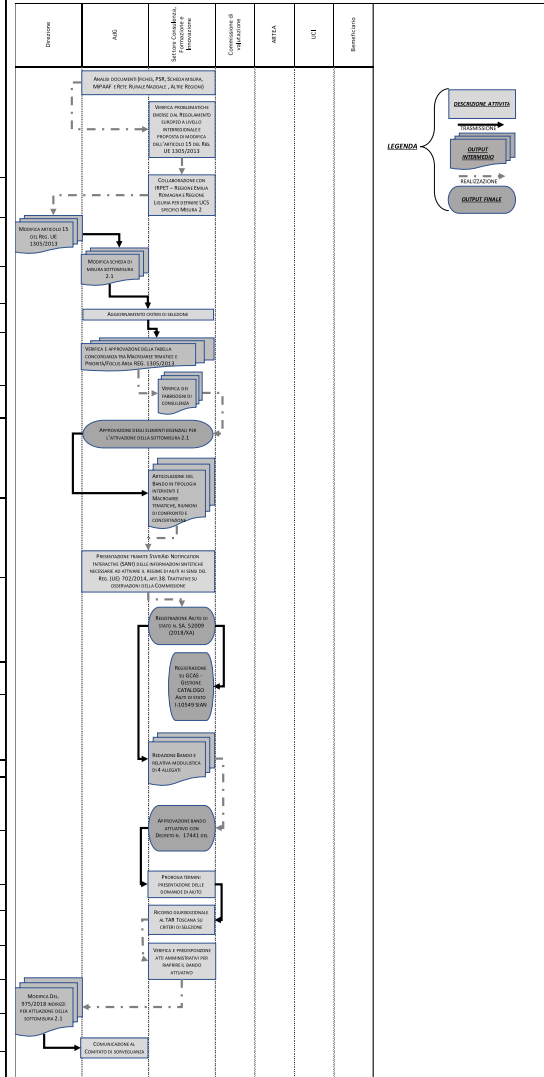 Direzione
AdG
Settore Consulenza,
Formazione e
Innovazione
Commissione di
valutazione
ARTEA
UCI
Beneficiario
ANALISI DOCUMENTI (FICHES, PSR, SCHEDA MISURA,
MIPAAF E RETE RURALE NAZIONALE, ALTRE REGIONI)
VERIFICA PROBLEMATICHE
EMERSE DAL REGOLAMENTO
EUROPEO A LIVELLO
INTERREGIONALE E
PROPOSTA DI MODIFICA
DELL'ARTICOLO 15 DEL REG.
UE 1305/2013
COLLABORAZIONE CON
IRPET – REGIONE EMILIA
ROMAGNA E REGIONE
LIGURIA PER DEFINIRE UCS
SPECIFICI MISURA 2
MODIFICA ARTICOLO 15
DEL REG. UE
1305/2013
MODIFICA SCHEDA DI
MISURA SOTTOMISURA
2.1
AGGIORNAMENTO CRITERI DI SELEZIONE
VERIFICA E APPROVAZIONE DELLA TABELLA
CONCORDANZA TRA MACROAREE TEMATICE E
PRIORITÀ/FOCUS AREA REG. 1305/2013
VERIFICA DEI
FABBISOGNI DI
CONSULENZA
APPROVAZIONE DEGLI ELEMENTI ESSENZIALI PER
L'ATTIVAZIONE DELLA SOTTOMISURA 2.1
ARTICOLAZIONE DEL
BANDO IN TIPOLOGIA
INTERVENTI E
MACROAREE
TEMATICHE, RIUNIONI
DI CONFRONTO E
CONCERTAZIONE
PRESENTAZIONE TRAMITE STATEAID NOTIFICATION
INTERACTIVE (SANI) DELLE INFORMAZIONI SINTETICHE
NECESSARIE AD ATTIVARE IL REGIME DI AIUTI AI SENSI DEL
REG. (UE) 702/2014, ART.38. TRATTATIVE SU
OSSERVAZIONI DELLA COMMISSIONE
REGISTRAZIONE AIUTO DI
STATO N. SA. 52009
(2018/XA)
REGISTRAZIONE
SU GCAS -
GESTIONE
CATALOGO
AIUTI DI STATO
I-10549 SIAN
REDAZIONE BANDO E
RELATIVA MODULISTICA
DI 4 ALLEGATI
APPROVAZIONE BANDO
ATTUATIVO CON
DECRETO N. 17441 DEL
PROROGA TERMINI
PRESENTAZIONE DELLE
DOMANDE DI AIUTO
RICORSO GIURISDIZIONALE
AL TAR TOSCANA SU
CRITERI DI SELEZIONE
VERIFICA E PREDISPOZIONE
ATTI AMMINISTRATIVI PER
RIAPRIRE IL BANDO
ATTUATIVO
MODIFICA DEL.
975/2018 INDIRIZZI
PER ATTUAZIONE DELLA
SOTTOMISURA 2.1
COMUNICAZIONE AL
COMITATO DI SORVEGLIANZA
LEGENDA
DESCRIZIONE ATTIVITÀ
TRASMISSIONE
OUTPUT
INTERMEDIO
REALIZZAZIONE
OUTPUT FINALE